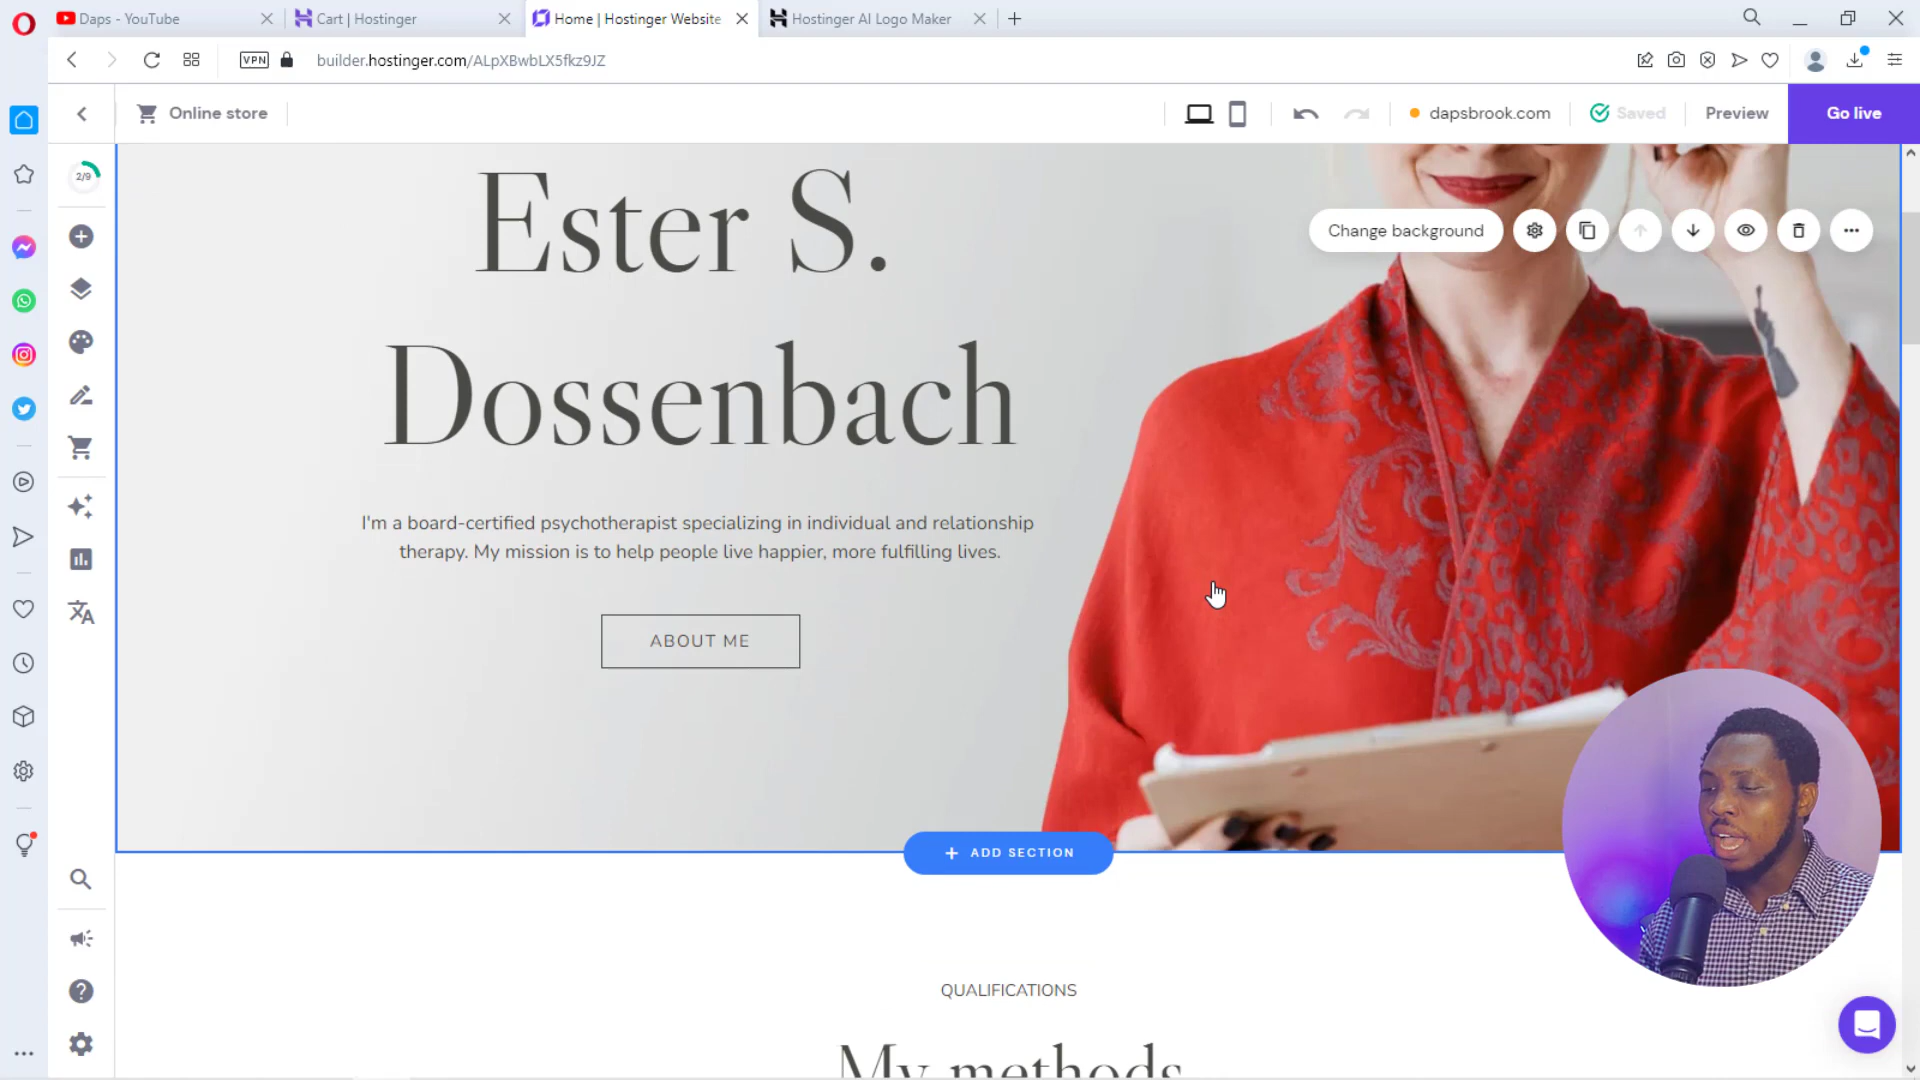 Daps - YouTube
Cart | Hostinger
Home | Hostinger Website
Hostinger AI Logo Maker
VPN
builder.hostinger.com/ALpXBwbLX5fkz9JZ
Online store
dapsbrook.com
Saved
Preview
Go live
2/9
Change background
Ester S.
Dossenbach
I'm a board-certified psychotherapist specializing in individual and relationship
therapy. My mission is to help people live happier, more fulfilling lives.
ABOUT ME
+ ADD SECTION
QUALIFICATIONS
My methods